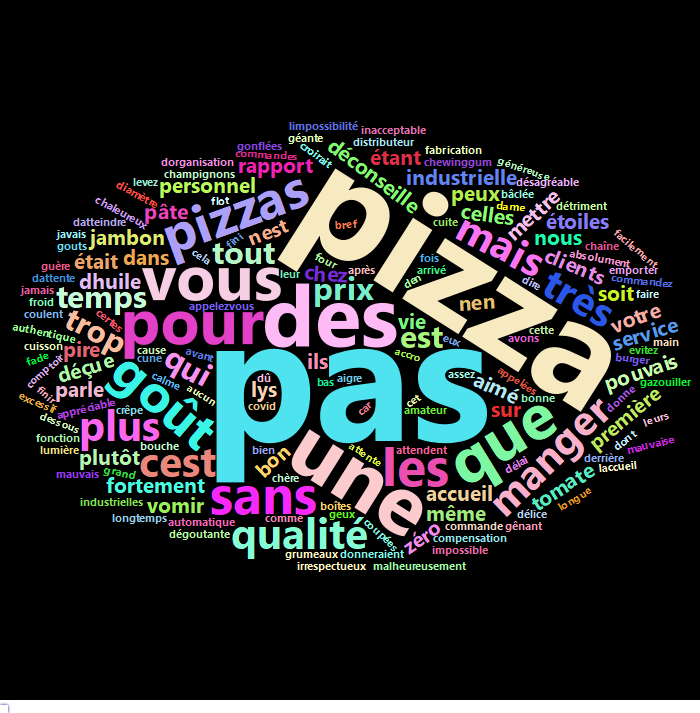 limpossibilité
inacceptable
géante
distributeur
gonflées
croirait
commandes
dorganisation
rapport
déconseille
étant
fabrication
chewinggum
généreuse
désagréable
champignons
levez
personnel
diamètre
flot
industrielle
peux
bâclée
dame
détriment
chaleureux
pâte
pizzas
bref
pizza
celles
cuite
mettre
étoiles
datteindre
javais
jambon
gouts
fini
nest
mais
nous
chaîne
facilement
guère
était
dans
cela
tout
four
après
fois
clients
absolument
emporter
dattente
jamais
dhuile
vous
leur
chez
den
arrivé
dire
très
commandez
froid
temps
appelezvous
prix
nen
soit
faire
coulent
authentique
trop
certes
pour
des
vie
est
eux
cette
votre
avons
service
main
cuisson
pire
cause
cune
avant
qui
ils
accro
evitez
fade
déçue
calme
aucun
dû
lys
covid
bas
aigre
pas
assez
aimé
appelées
bonne
pouvais
burger
gazouiller
comptoir
finir
parle
goût
car
cet
amateur
sur
que
manger
donne
première
leurs
excessif
appréciable
dessous
crêpe
plus
fonction
bouche
lumière
plutôt
cest
bien
bon
attente
une
attendent
les
délai
dont
mauvaise
derrière
laccueil
tomate
mauvais
grand
fortement
chère
accueil
longue
industrielles
vomir
sans
boîtes
même
délice
longtemps
automatique
comme
geux
coupées
commande
gênant
dégoutante
qualité
zéro
compensation
grumeaux
donneraient
impossible
irrespectueux
malheureusement